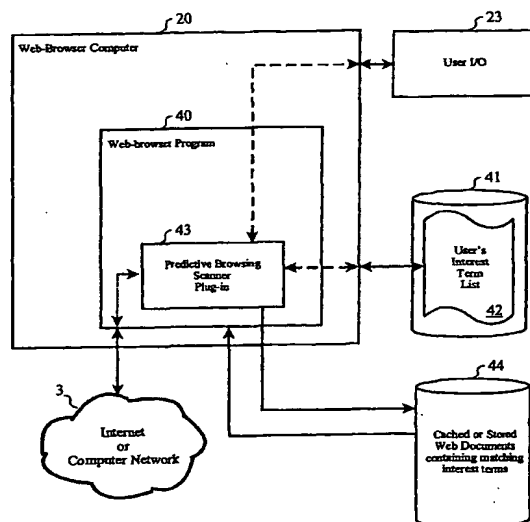 20
23
Web-Browser Computer
User I/O
40
Web-browser Program
41
43
Predictive Browsing
Scanner
Plug-in
User's
Interest
Term
List
42
3
44
Internet
or
Computer Network
Cached or Stored
Web Documents
containing matching
interest terms